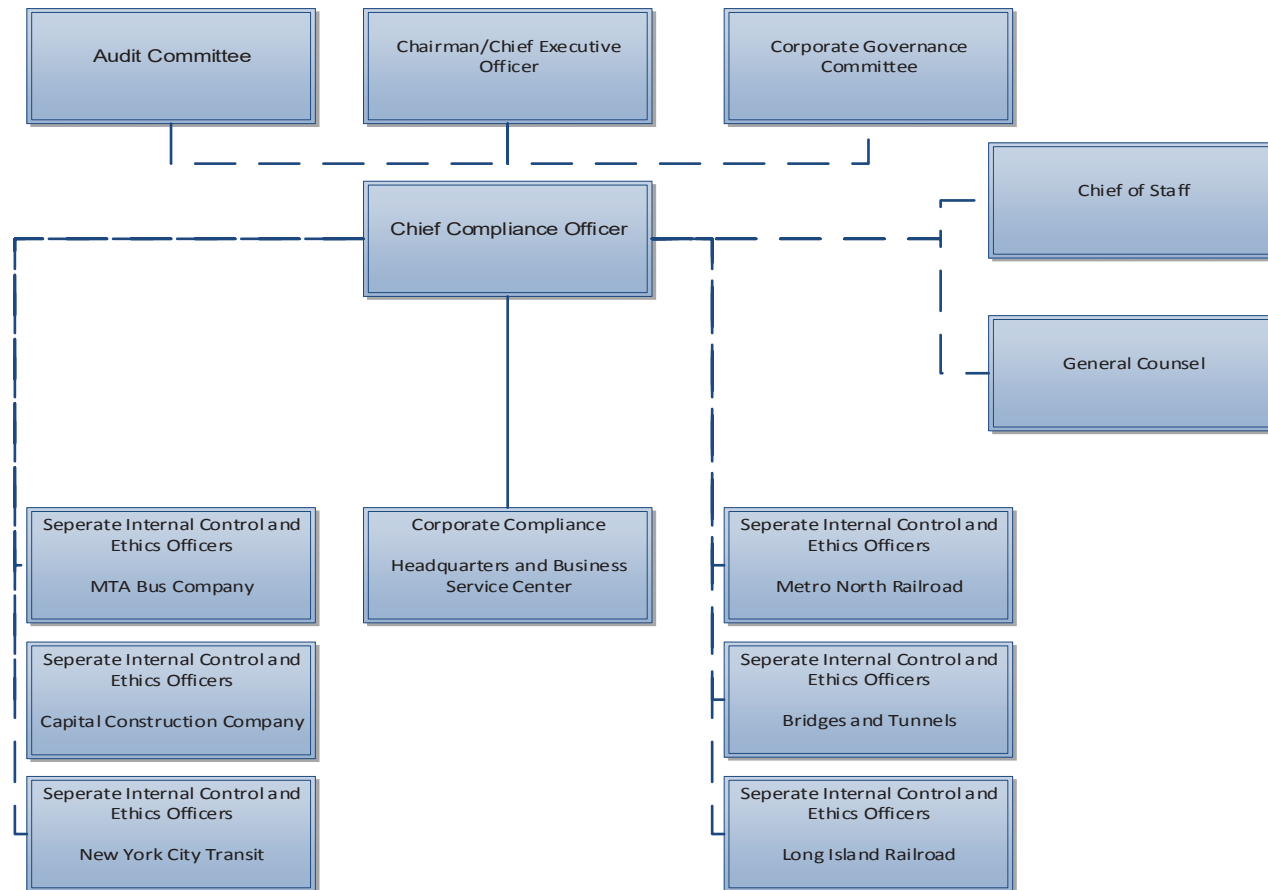 Audit Committee
Chairman/Chief Executive
Officer
Corporate Governance
Committee
Chief of Staff
Chief Compliance Officer
General Counsel
Seperate Internal Control and
Ethics Officers
MTA Bus Company
Corporate Compliance
Headquarters and Business
Service Center
Seperate Internal Control and
Ethics Officers
Metro North Railroad
Seperate Internal Control and
Ethics Officers
Capital Construction Company
Seperate Internal Control and
Ethics Officers
Bridges and Tunnels
Seperate Internal Control and
Ethics Officers
New York City Transit
Seperate Internal Control and
Ethics Officers
Long Island Railroad